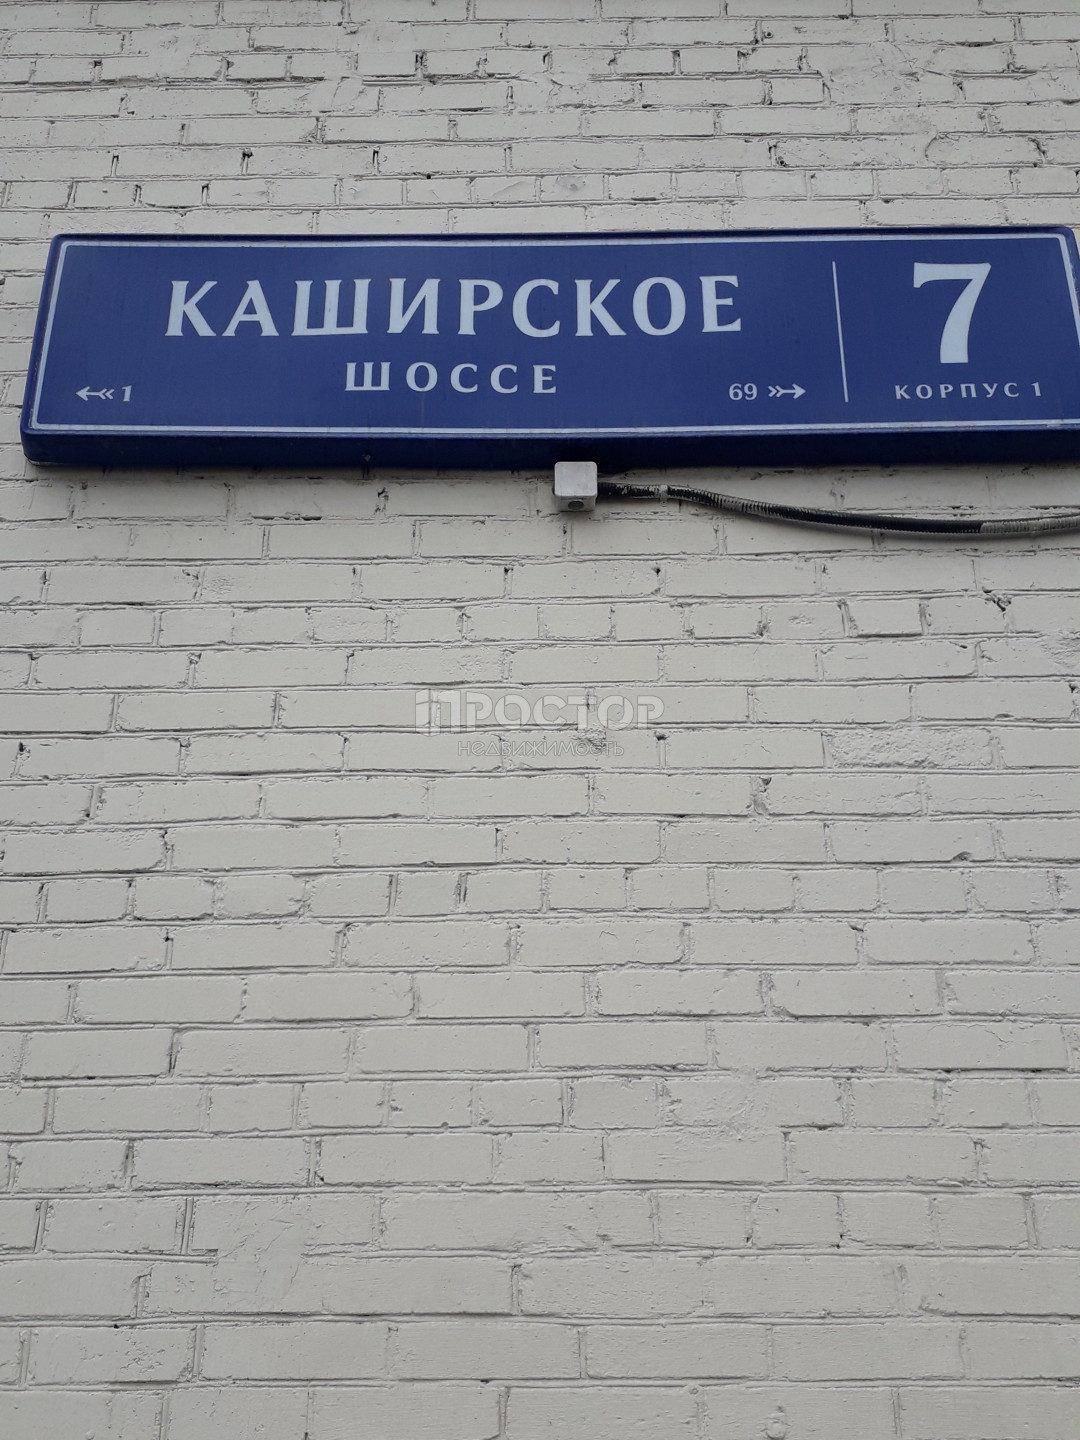 КАШИРСКОЕ
ШОССЕ
1
69
7
КОРПУС 1
ПРОСТОР
НЕДВИЖИМОСТЬ